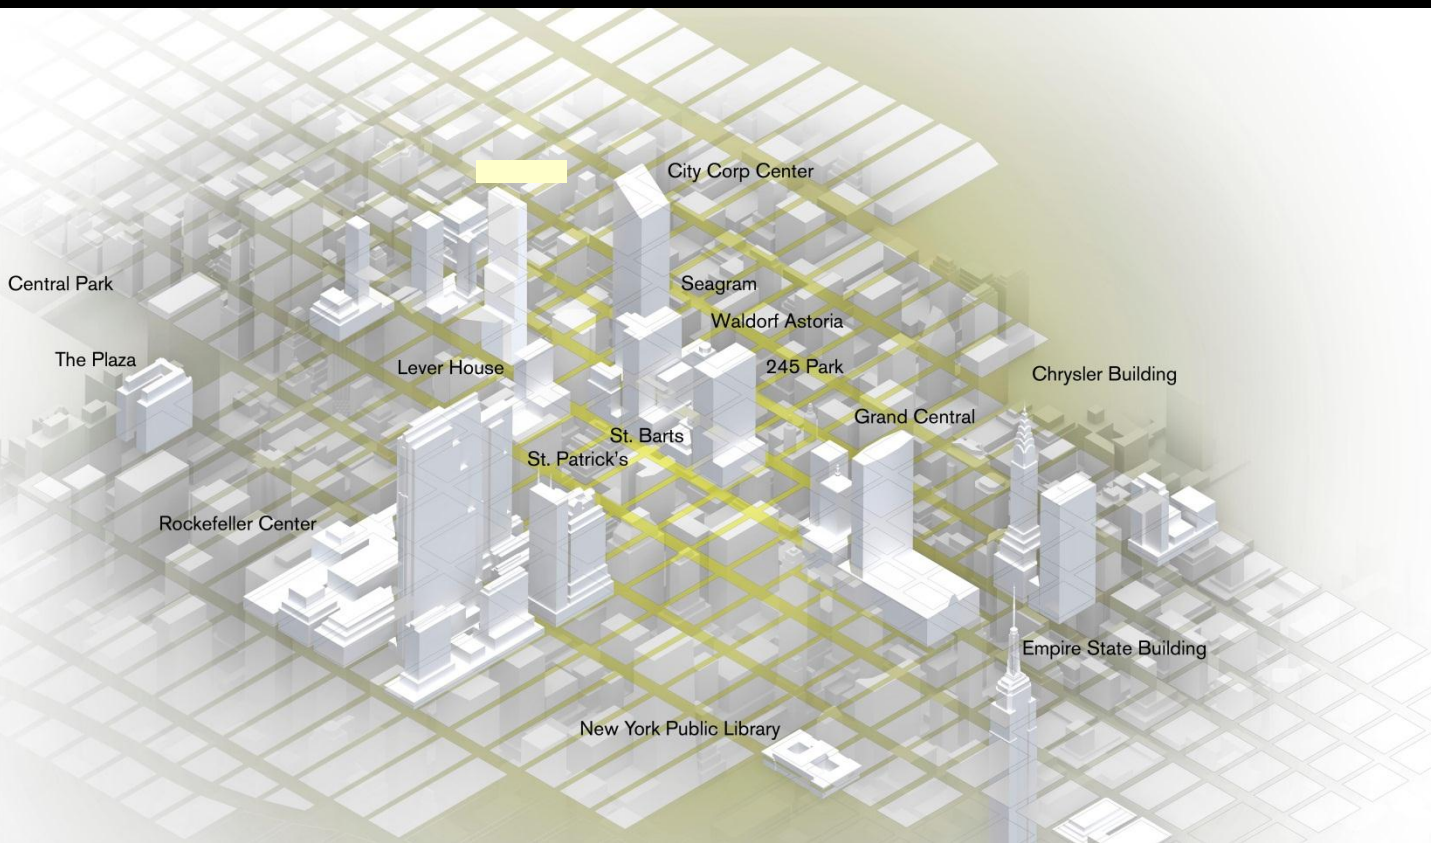 City Corp Center
Central Park
Seagram
Waldorf Astoria
The Plaza
Lever House
245 Park
Chrysler Building
Grand Central
St. Barts
St. Patrick's
Rockefeller Center
Empire State Building
New York Public Library